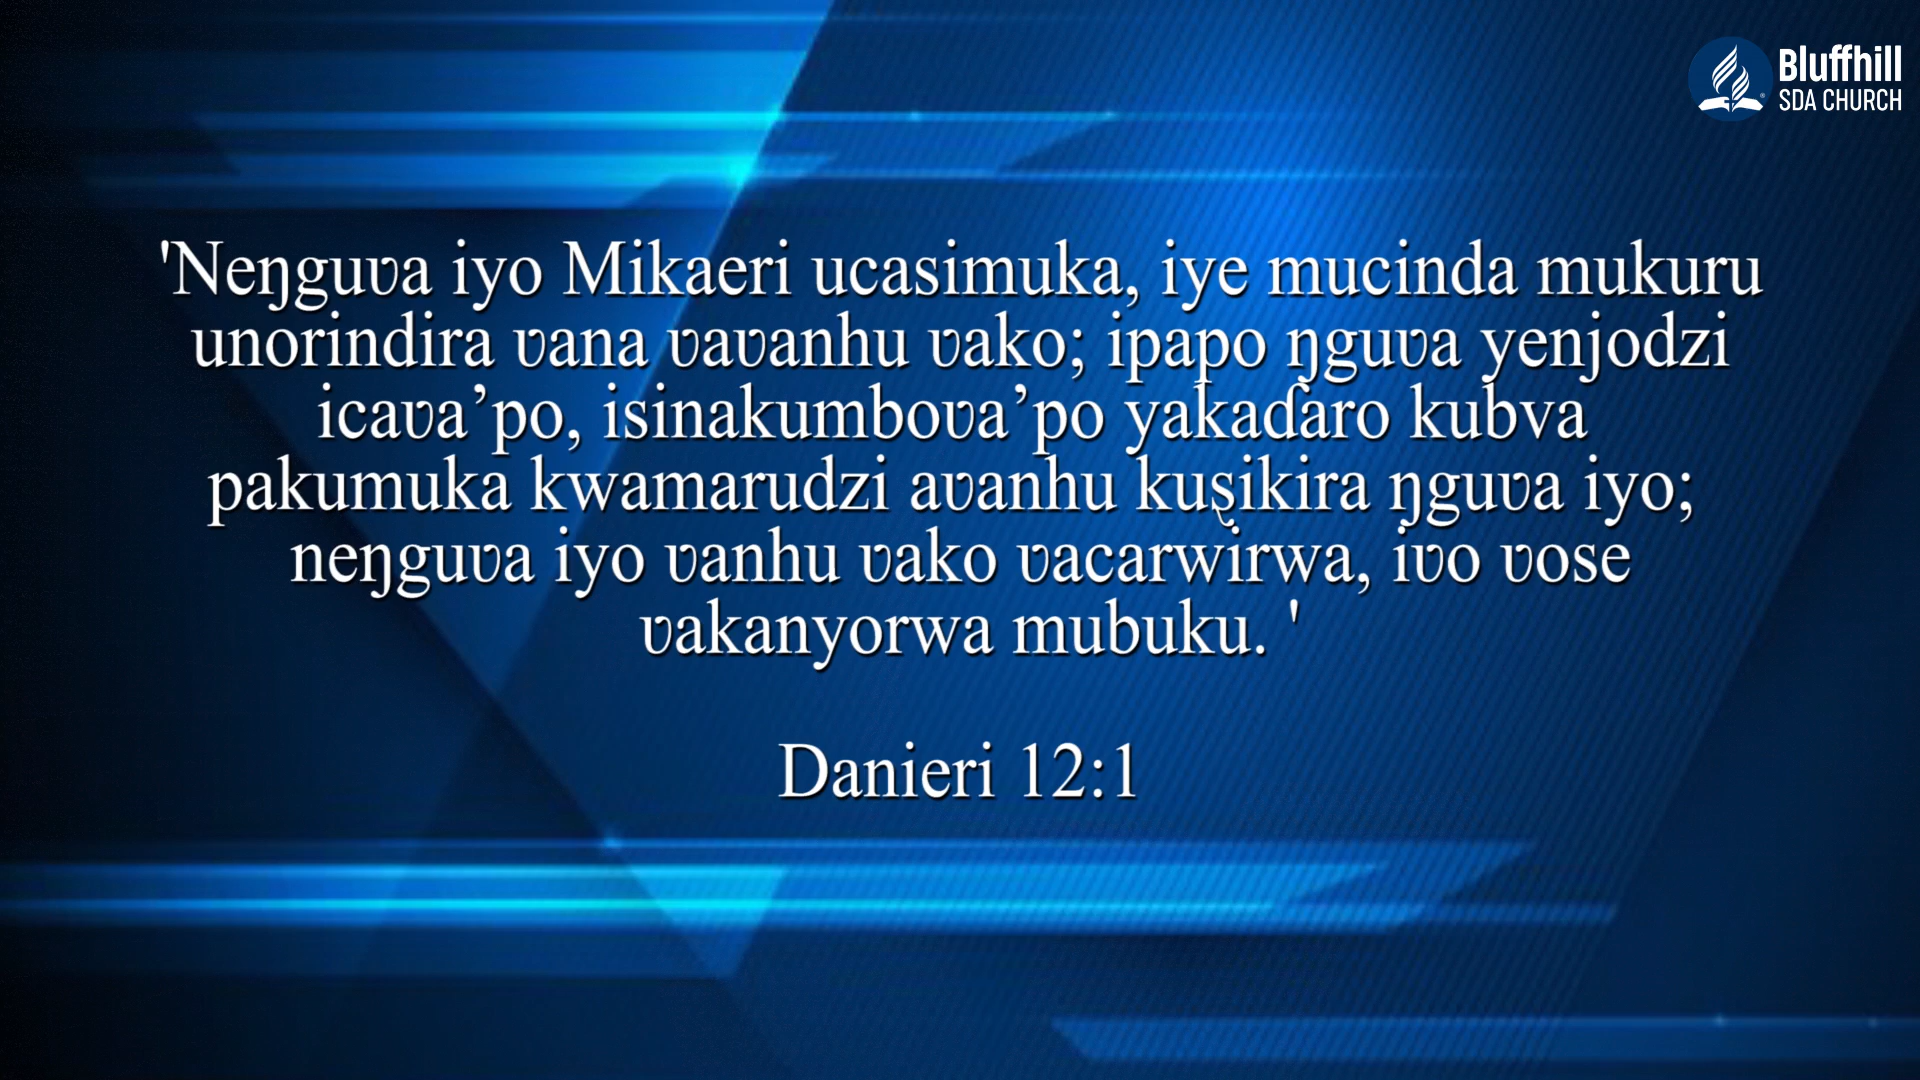 Bluffhill
SDA CHURCH
'Neŋguʋa iyo Mikaeri ucasimuka, iye mucinda mukuru
unorindira ʋana ʋaʋanhu ʋako; ipapo ŋguʋa yenjodzi
icaʋa’po, isinakumboʋa’po yakaɗaro kubva
pakumuka kwamarudzi aʋanhu kuȿikira ŋguʋa iyo;
neŋguʋa iyo ʋanhu ʋako ʋacarwirwa, iʋo ʋose
ʋakanyorwa mubuku. '
Danieri 12:1